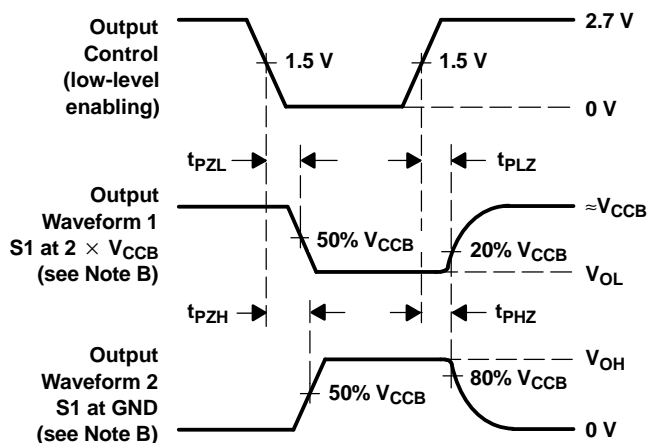 Output
Control
(low-level
enabling)
1.5 V
1.5 V
2.7 V
0 V
tPZL
tPLZ
Output
Waveform 1
S1 at 2 × VCCB
(see Note B)
50% VCCB
20% VCCB
≈VCCB
VOL
tPZH
tPHZ
Output
Waveform 2
S1 at GND
(see Note B)
50% VCCB
80% VCCB
VOH
0 V